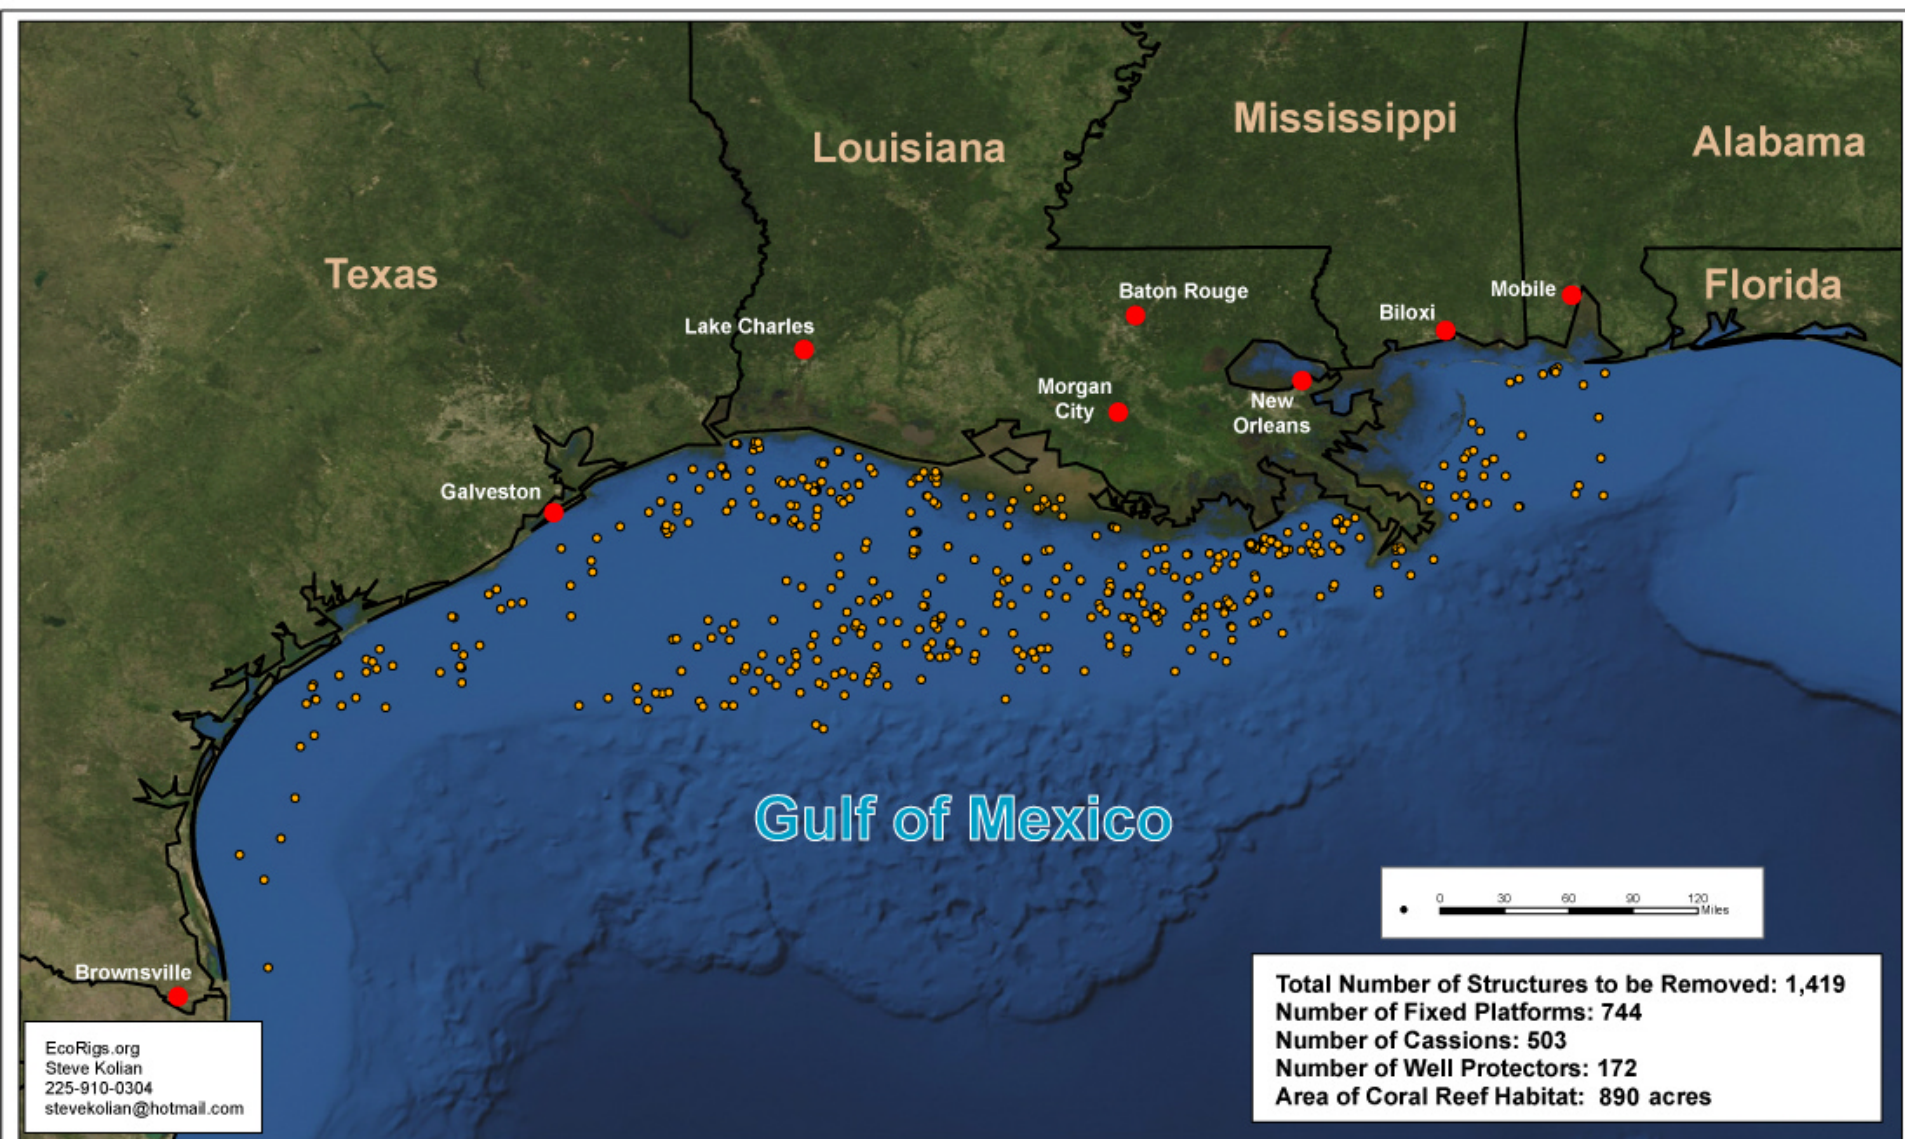 Mississippi
Louisiana
Alabama
Texas
Florida
Baton Rouge
Mobile
Biloxi
Lake Charles
Morgan
City
New
Orleans
Galveston
Gulf of Mexico
0 30 60 90 120
Miles
Brownsville
Total Number of Structures to be Removed: 1,419
Number of Fixed Platforms: 744
Number of Cassions: 503
Number of Well Protectors: 172
Area of Coral Reef Habitat: 890 acres
EcoRigs.org
Steve Kolian
225-910-0304
stevekolian@hotmail.com